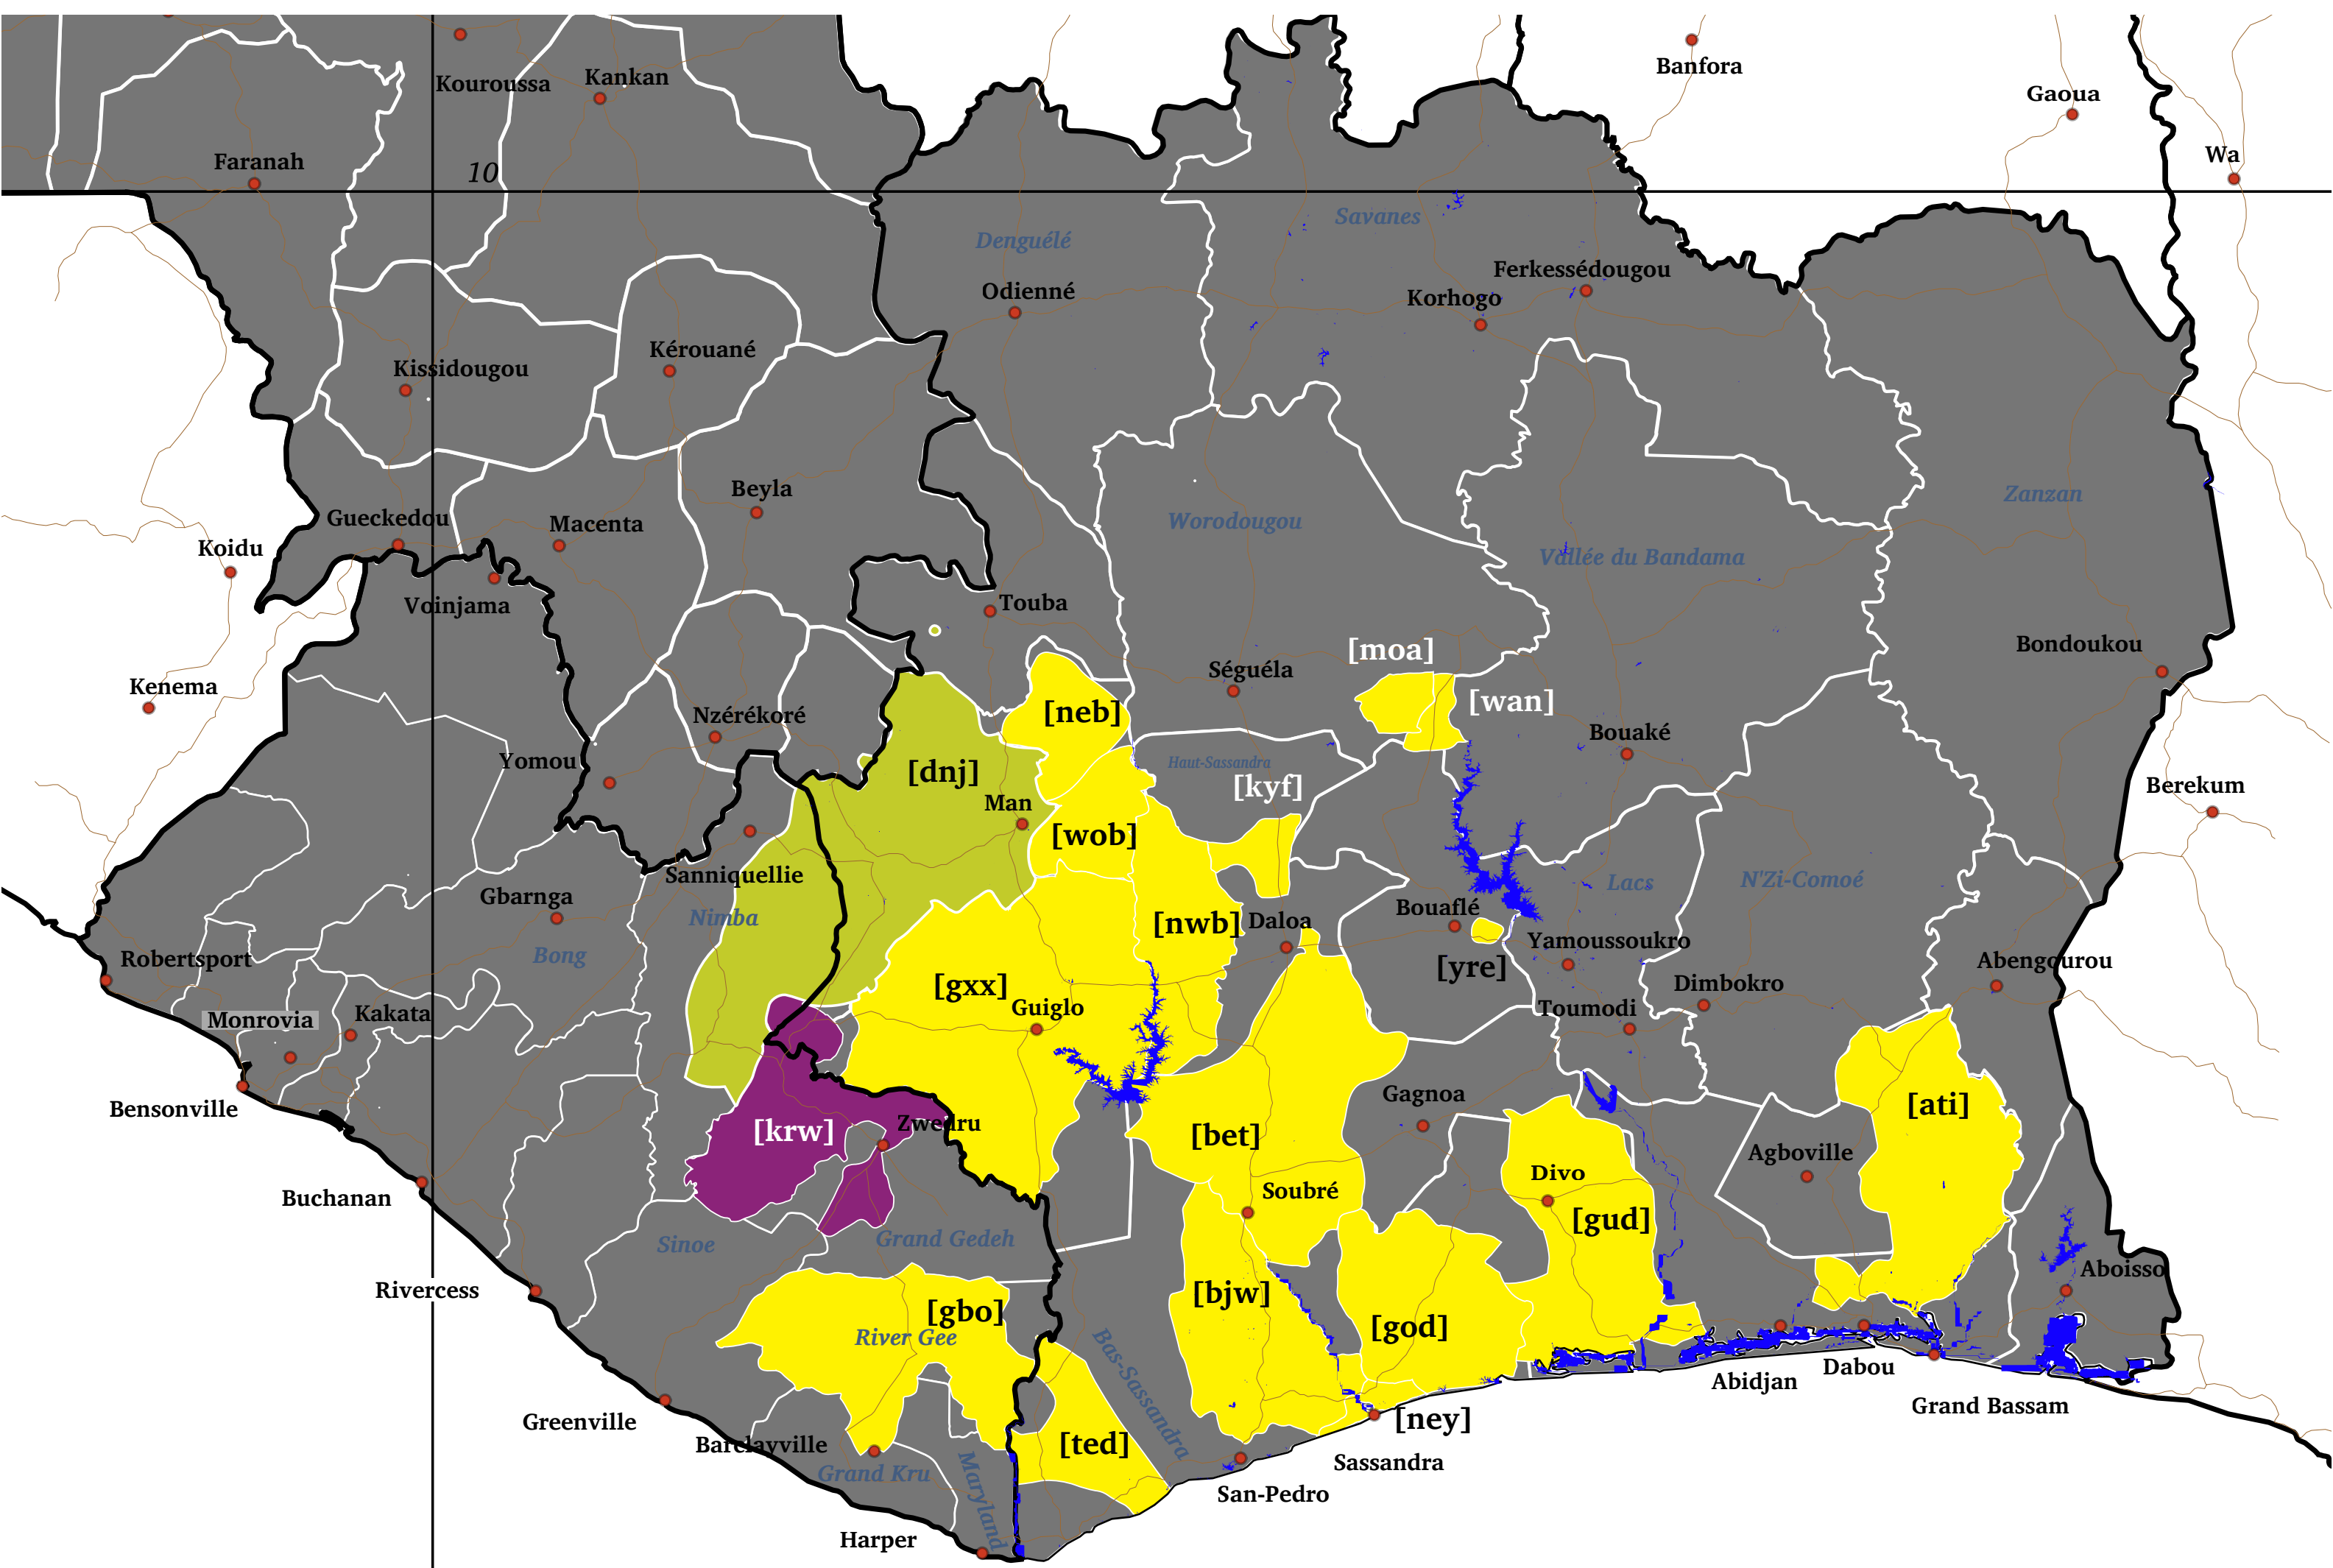 Kouroussa
Kankan
Banfora
Gaoua
Faranah
10
Wa
Savanes
Denguélé
Odienné
Ferkessédougou
Korhogo
Kérouané
Kissidougou
Beyla
Zanzan
Gueckedou
Macenta
Worodougou
Koidu
Vallée du Bandama
Voinjama
Touba
Bondoukou
[moa]
Séguéla
Kenema
[wan]
[neb]
Nzérékoré
Bouaké
Yomou
Haut-Sassandra
[dnj]
[kyf]
Berekum
Man
[wob]
Sanniquellie
Lacs
N'Zi-Comoé
Gbarnga
Bouaflé
Nimba
[nwb]
Daloa
Yamoussoukro
Bong
Robertsport
[yre]
Abengourou
[gxx]
Dimbokro
Guiglo
Toumodi
Monrovia
Kakata
Gagnoa
[ati]
Bensonville
Zwedru
[krw]
[bet]
Agboville
Divo
Buchanan
Soubré
[gud]
Sinoe
Grand Gedeh
Aboisso
Rivercess
[bjw]
[gbo]
[god]
River Gee
Bas-Sassandra
Dabou
Abidjan
Grand Bassam
Greenville
[ney]
Barclayville
[ted]
Sassandra
Grand Kru
Maryland
San-Pedro
Harper